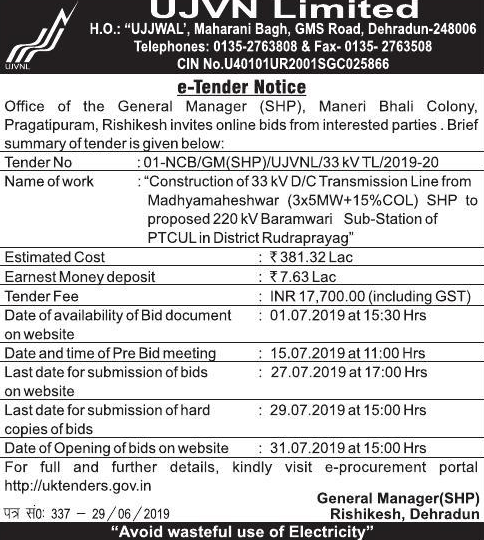 UJVN Limited
H.O.: “UJJWAL’, Maharani Bagh, GMS Road, Dehradun-248006
Telephones: 0135-2763808 & Fax- 0135- 2763508
CIN No.U40101UR2001SGC025866
UJVNL
e-Tender Notice
Office of the General Manager (SHP), Maneri Bhali Colony,
Pragatipuram, Rishikesh invites online bids from interested parties . Brief
summary of tender is given below:
Tender No : 01-NCB/GM(SHP)/UJVNL/33 kV TL/2019-20
Name of work : “Construction of 33 kV D/C Transmission Line from
Madhyamaheshwar (3x5MW+15%COL) SHP to
proposed 220 kV Baramwari Sub-Station of
PTCUL in District Rudraprayag”
Estimated Cost : ₹ 381.32 Lac
Earnest Money deposit : ₹ 7.63 Lac
Tender Fee : INR 17,700.00 (including GST)
Date of availability of Bid document : 01.07.2019 at 15:30 Hrs
on website
Date and time of Pre Bid meeting : 15.07.2019 at 11:00 Hrs
Last date for submission of bids : 27.07.2019 at 17:00 Hrs
on website
Last date for submission of hard : 29.07.2019 at 15:00 Hrs
copies of bids
Date of Opening of bids on website : 31.07.2019 at 15:00 Hrs
For full and further details, kindly visit e-procurement portal
http://uktenders.gov.in
General Manager(SHP)
पत्र सं0: 337 - 29/06/2019 Rishikesh, Dehradun
“Avoid wasteful use of Electricity”